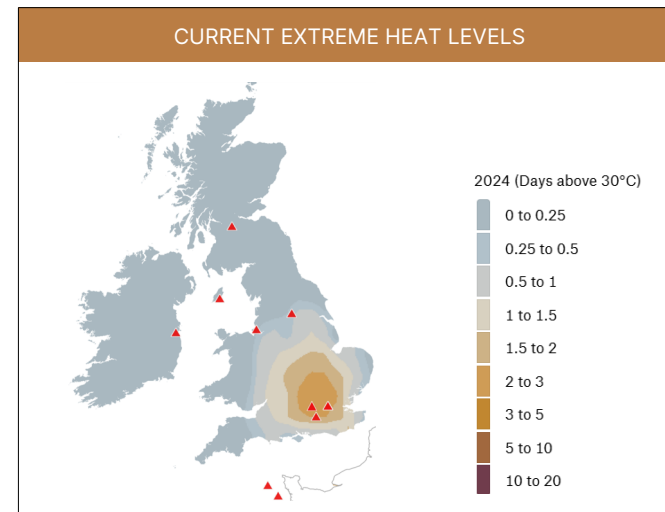 CURRENT EXTREME HEAT LEVELS
2024 (Days above 30°C)
0 to 0.25
0.25 to 0.5
0.5 to 1
1 to 1.5
1.5 to 2
2 to 3
3 to 5
5 to 10
10 to 20